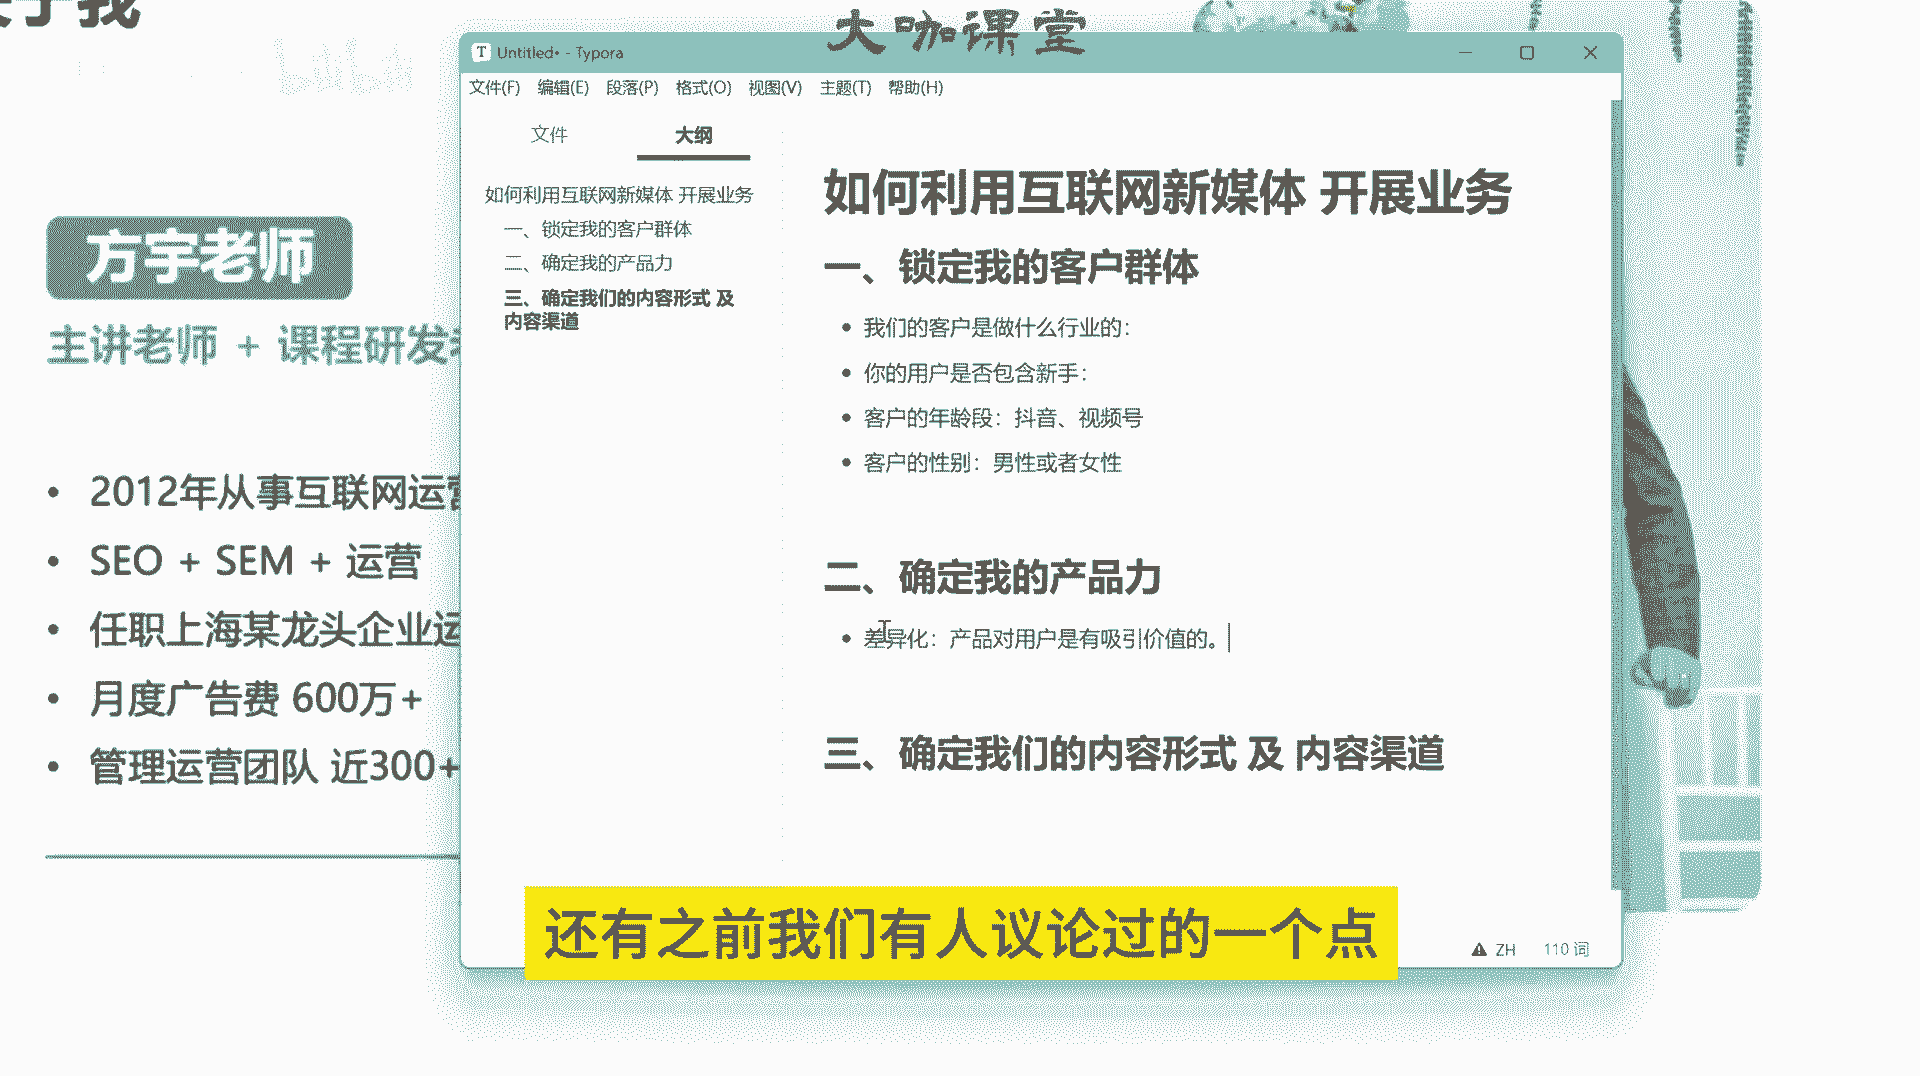 大咖课堂
Untitled• - Typora
文件(F) 编辑(E) 段落(P) 格式(O) 视图(V) 主题(T) 帮助(H)
文件 大纲
如何利用互联网新媒体 开展业务
一、锁定我的客户群体
二、确定我的产品力
三、确定我们的内容形式 及
内容渠道
如何利用互联网新媒体 开展业务
一、锁定我的客户群体
• 我们的客户是做什么行业的：
• 你的用户是否包含新手：
• 客户的年龄段：抖音、视频号
• 客户的性别：男性或者女性
二、确定我的产品力
• 差异化：产品对用户是有吸引价值的。
三、确定我们的内容形式 及 内容渠道
ZH 110 词
bilibili
方宇老师
主讲老师 + 课程研发
• 2012年从事互联网运营
• SEO + SEM + 运营
• 任职上海某龙头企业运
• 月度广告费 600万+
• 管理运营团队 近300+
还有之前我们有人议论过的一个点